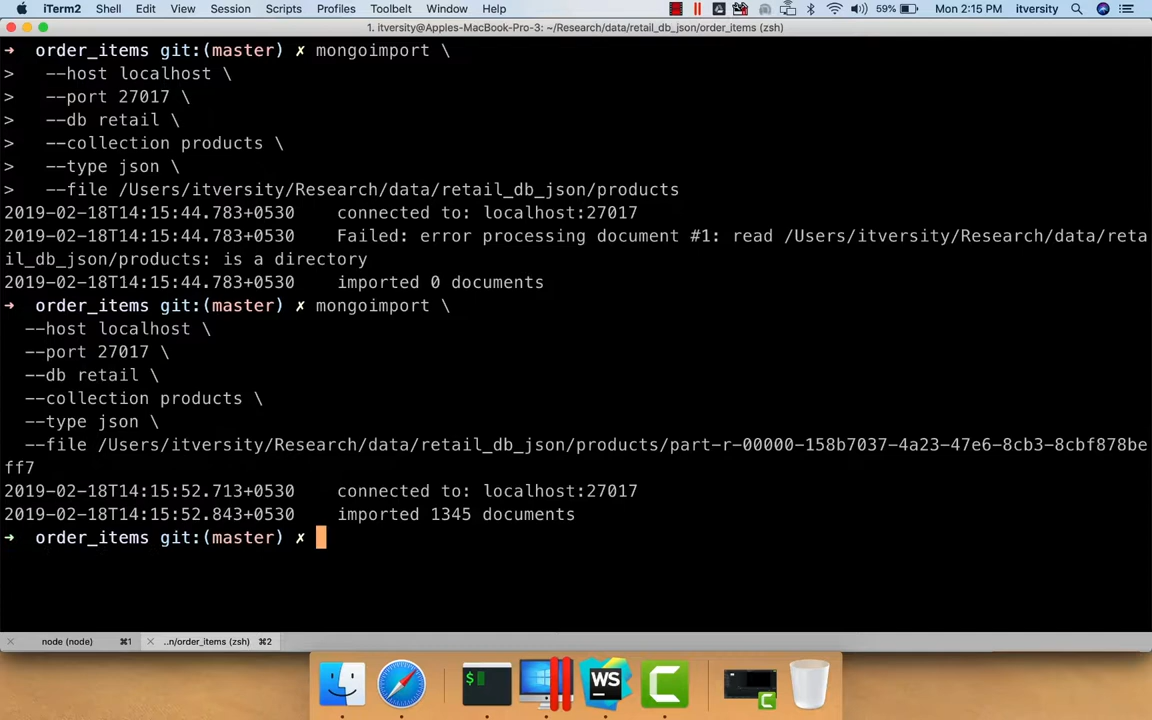 iTerm2 Shell Edit View Session Scripts Profiles Toolbelt Window Help 59% Mon 2:15 PM itversity
1. itversity@Apples-MacBook-Pro-3: ~/Research/data/retail_db_json/order_items (zsh)
➜ order_items git:(master) ✗ mongoimport \
> --host localhost \
> --port 27017 \
> --db retail \
> --collection products \
> --type json \
> --file /Users/itversity/Research/data/retail_db_json/products
2019-02-18T14:15:44.783+0530 connected to: localhost:27017
2019-02-18T14:15:44.783+0530 Failed: error processing document #1: read /Users/itversity/Research/data/reta
il_db_json/products: is a directory
2019-02-18T14:15:44.783+0530 imported 0 documents
➜ order_items git:(master) ✗ mongoimport \
--host localhost \
--port 27017 \
--db retail \
--collection products \
--type json \
--file /Users/itversity/Research/data/retail_db_json/products/part-r-00000-158b7037-4a23-47e6-8cb3-8cbf878be
ff7
2019-02-18T14:15:52.713+0530 connected to: localhost:27017
2019-02-18T14:15:52.843+0530 imported 1345 documents
➜ order_items git:(master) ✗
node (node) ⌘1 ..n/order_items (zsh) ⌘2
$
WS
C